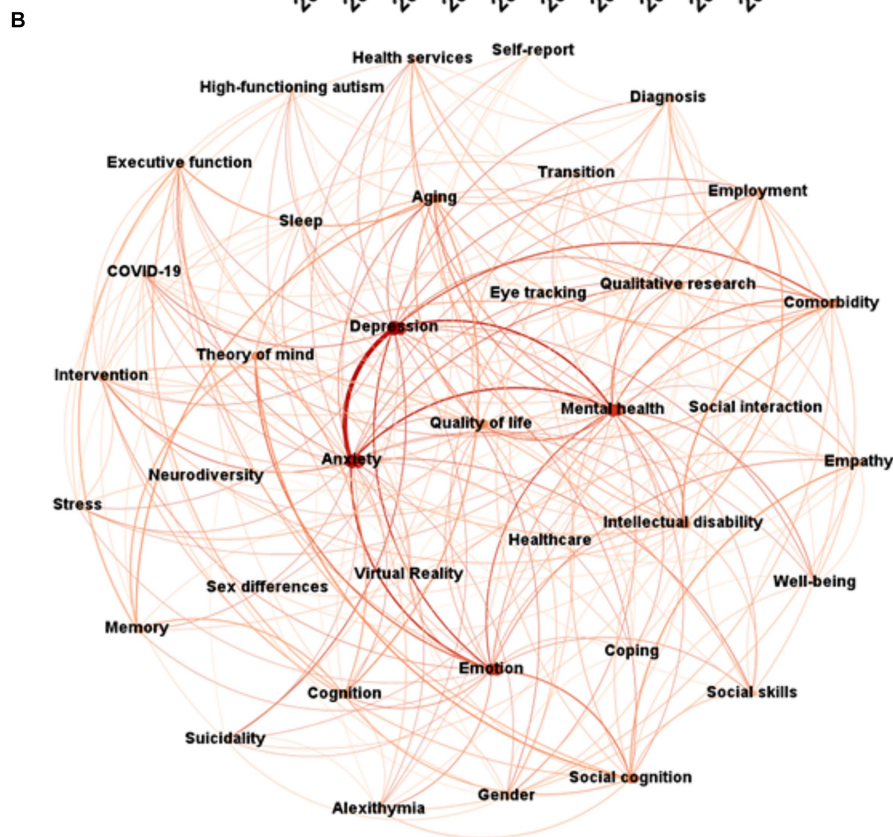 B
Self-report
Health services
High-functioning autism
Diagnosis
Executive function
Transition
Employment
Aging
Sleep
COVID-19
Qualitative research
Eye tracking
Comorbidity
Depression
Theory of mind
Intervention
Mental health
Social interaction
Quality of life
Anxiety
Empathy
Neurodiversity
Stress
Intellectual disability
Healthcare
Virtual Reality
Well-being
Sex differences
Memory
Coping
Emotion
Cognition
Social skills
Suicidality
Social cognition
Gender
Alexithymia